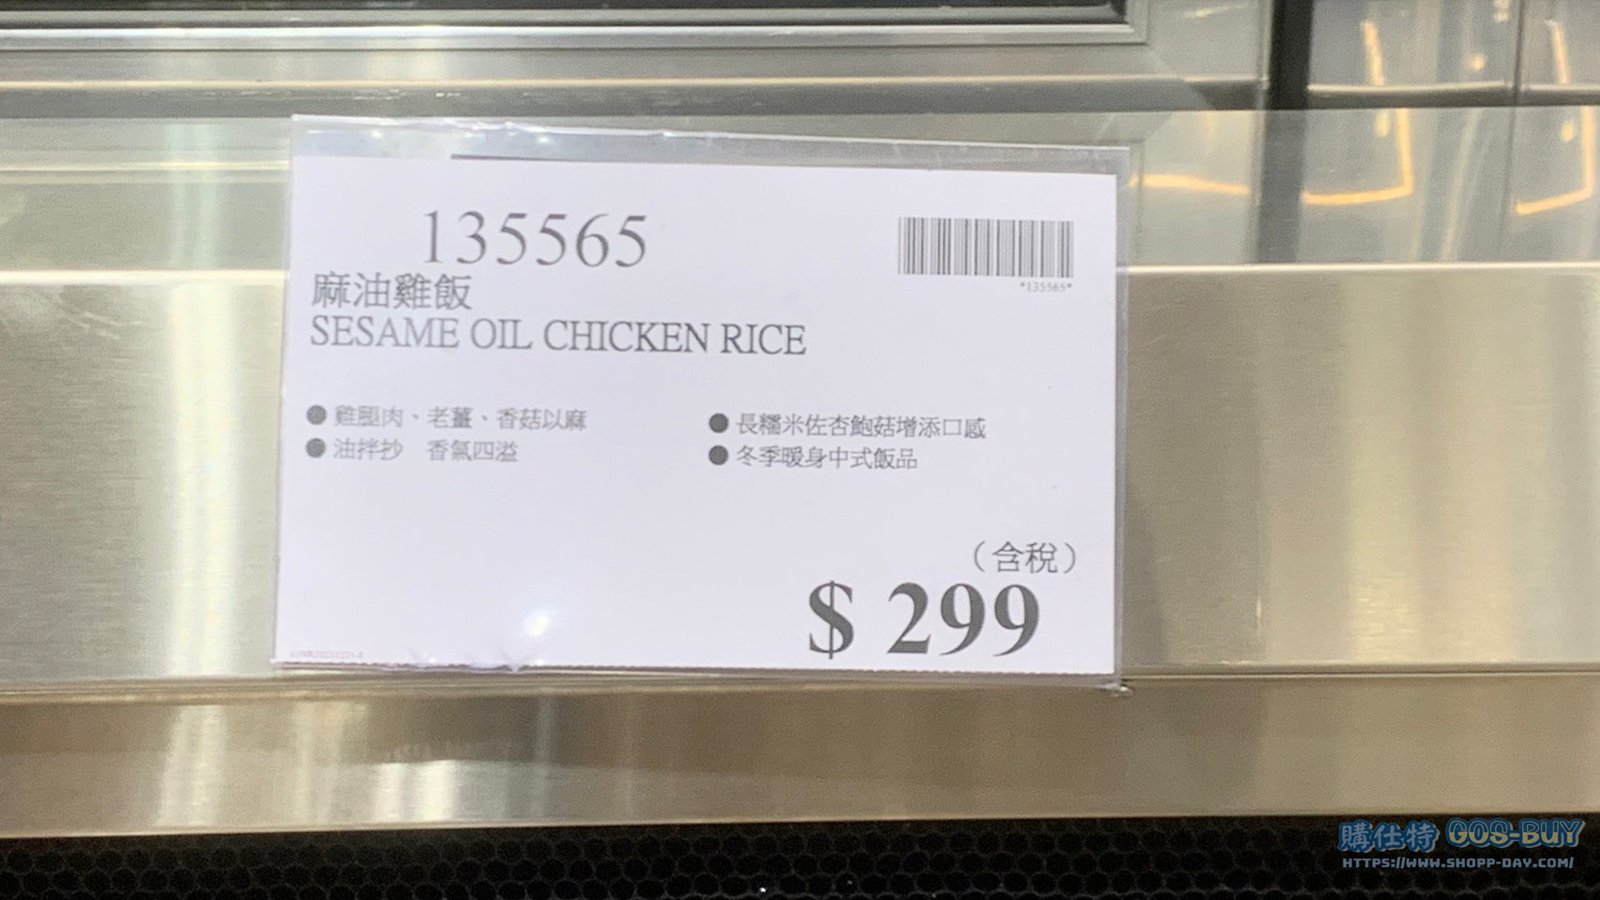 135565
*135565*
麻油雞飯
SESAME OIL CHICKEN RICE
● 雞腿肉、老薑、香菇以麻
● 油拌抄　香氣四溢
● 長糯米佐杏鮑菇增添口感
● 冬季暖身中式飯品
（含稅）
$ 299
購仕特 GOS-BUY
HTTPS://WWW.SHOPP-DAY.COM/